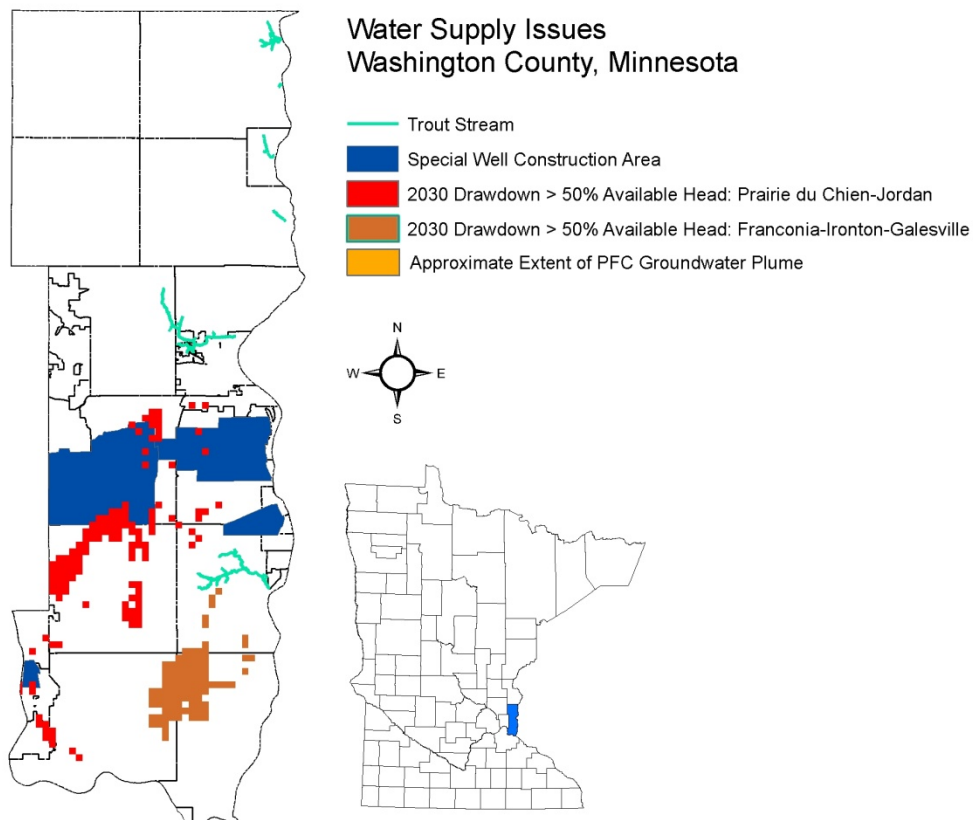 Water Supply Issues
Washington County, Minnesota
Trout Stream
Special Well Construction Area
2030 Drawdown > 50% Available Head: Prairie du Chien-Jordan
2030 Drawdown > 50% Available Head: Franconia-Ironton-Galesville
Approximate Extent of PFC Groundwater Plume
N
W E
S